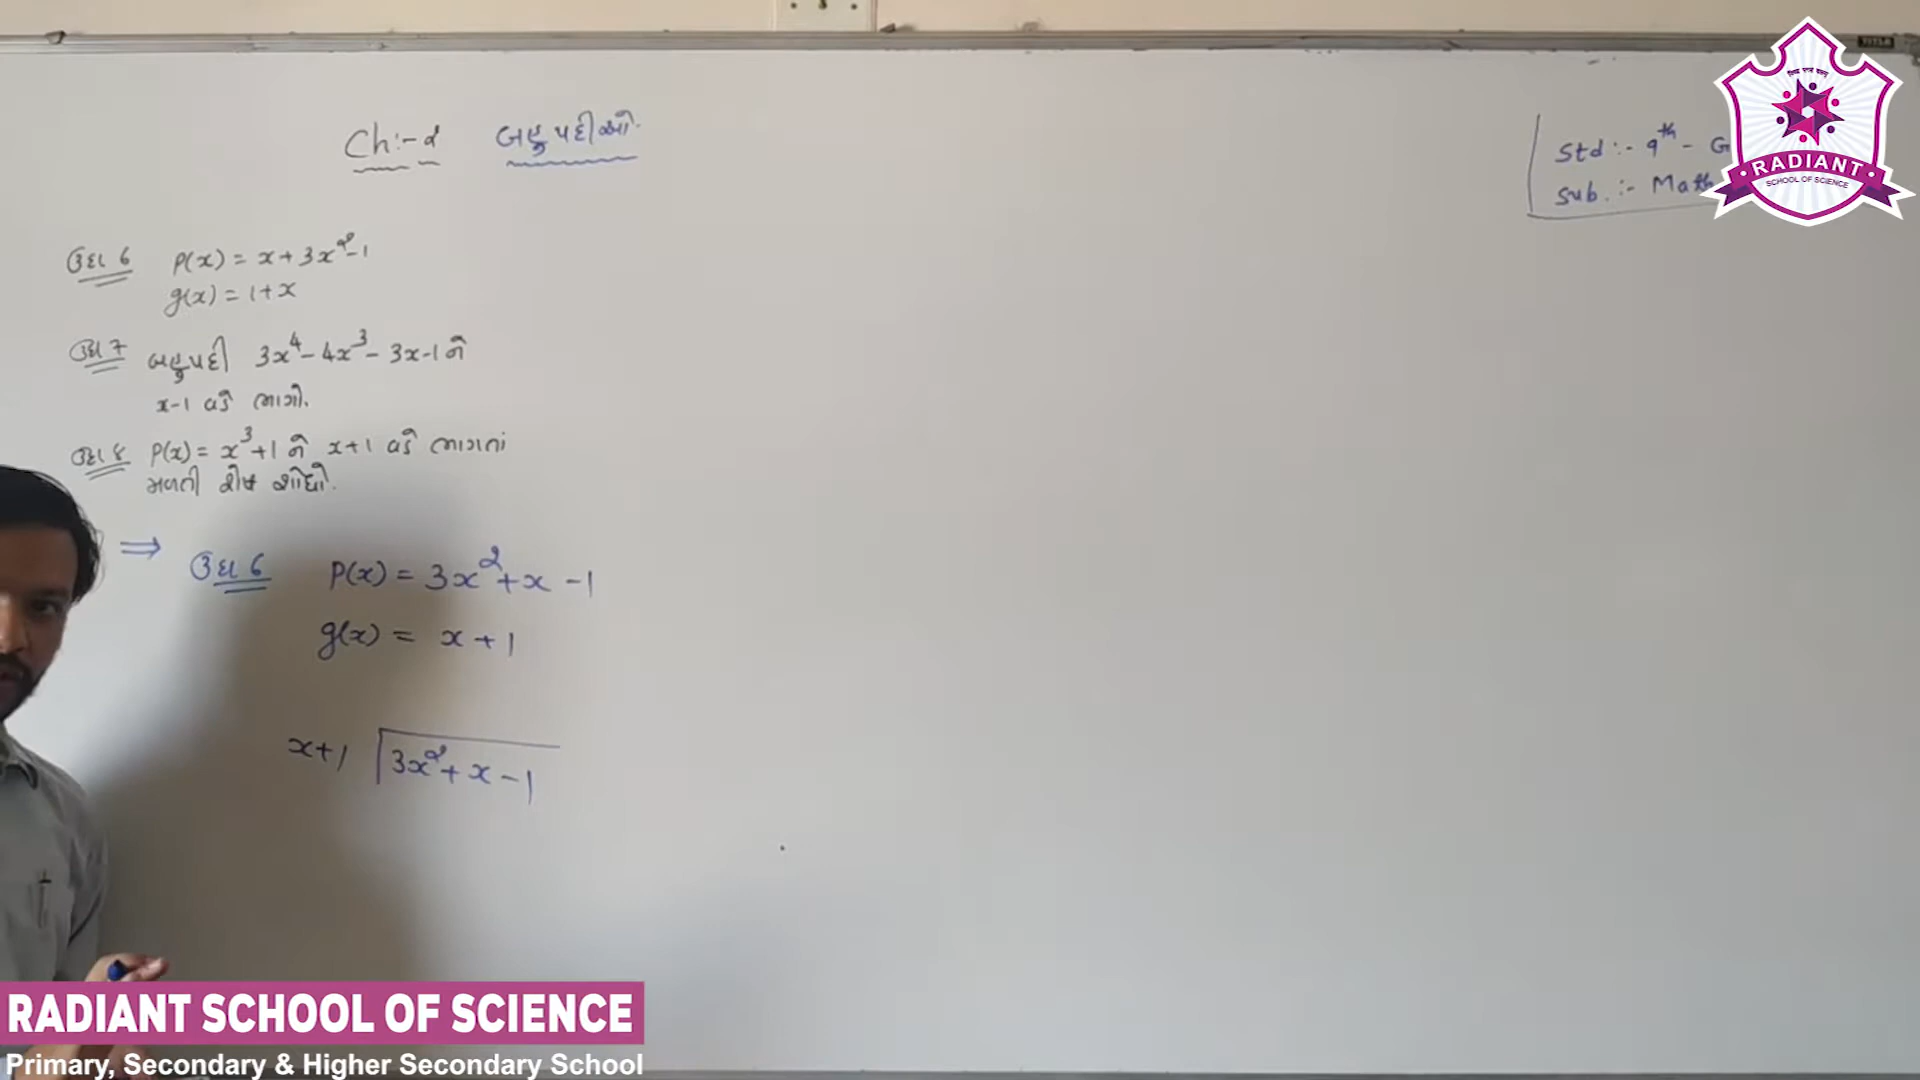 Ch:- ૨ બહુપદીઓ.
Std :- 9th - G
Sub. :- Math
RADIANT
SCHOOL OF SCIENCE
ઉદા 6 P(x) = x + 3x² - 1
g(x) = 1 + x
ઉદા 7 બહુપદી 3x⁴ - 4x³ - 3x - 1 ને
x-1 વડે ભાગો.
ઉદા ૪ P(x) = x³ + 1 ને x+1 વડે ભાગતાં
મળતી શેષ શોધો.
⇒ ઉદા 6 P(x) = 3x² + x - 1
g(x) = x + 1
x+1 3x² + x - 1
RADIANT SCHOOL OF SCIENCE
Primary, Secondary & Higher Secondary School